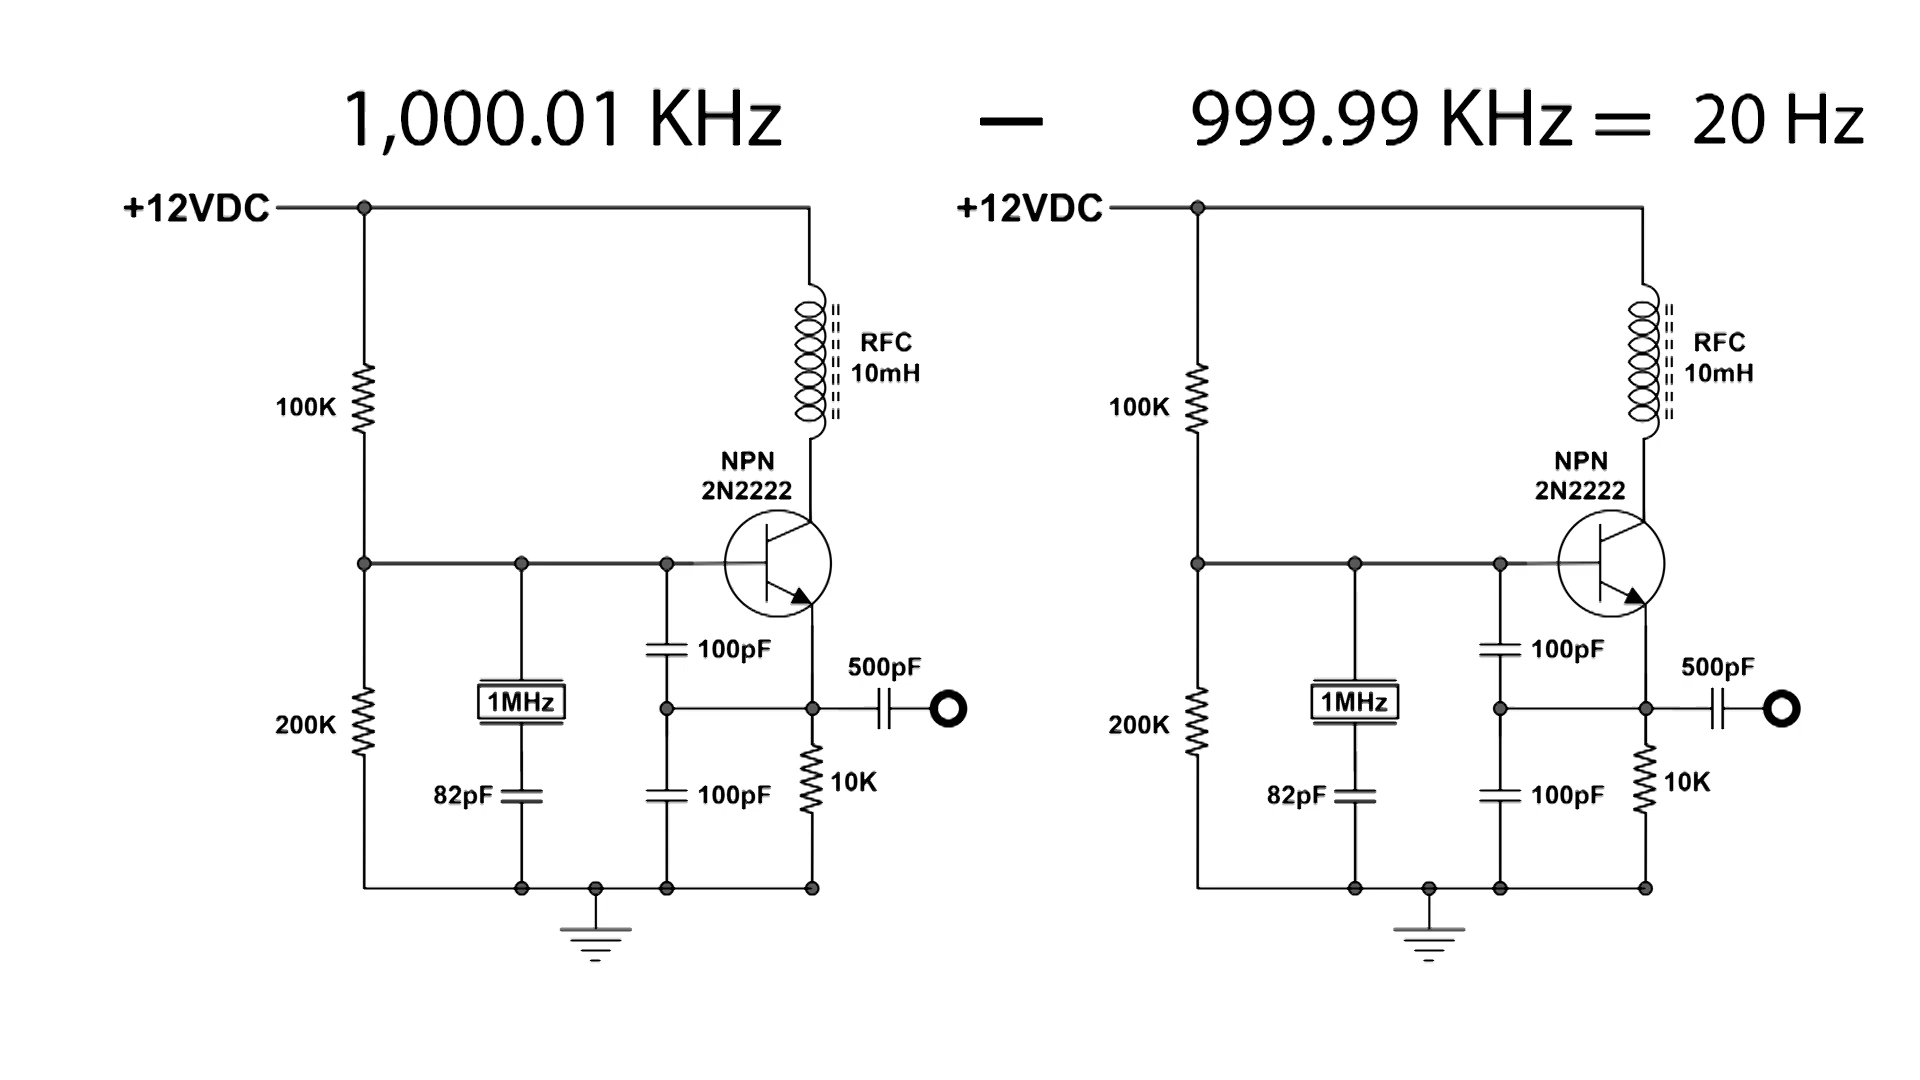 1,000.01 KHz — 999.99 KHz = 20 Hz
+12VDC
RFC
10mH
100K
NPN
2N2222
100pF
500pF
1MHz
200K
82pF
100pF
10K
+12VDC
RFC
10mH
100K
NPN
2N2222
100pF
500pF
1MHz
200K
82pF
100pF
10K